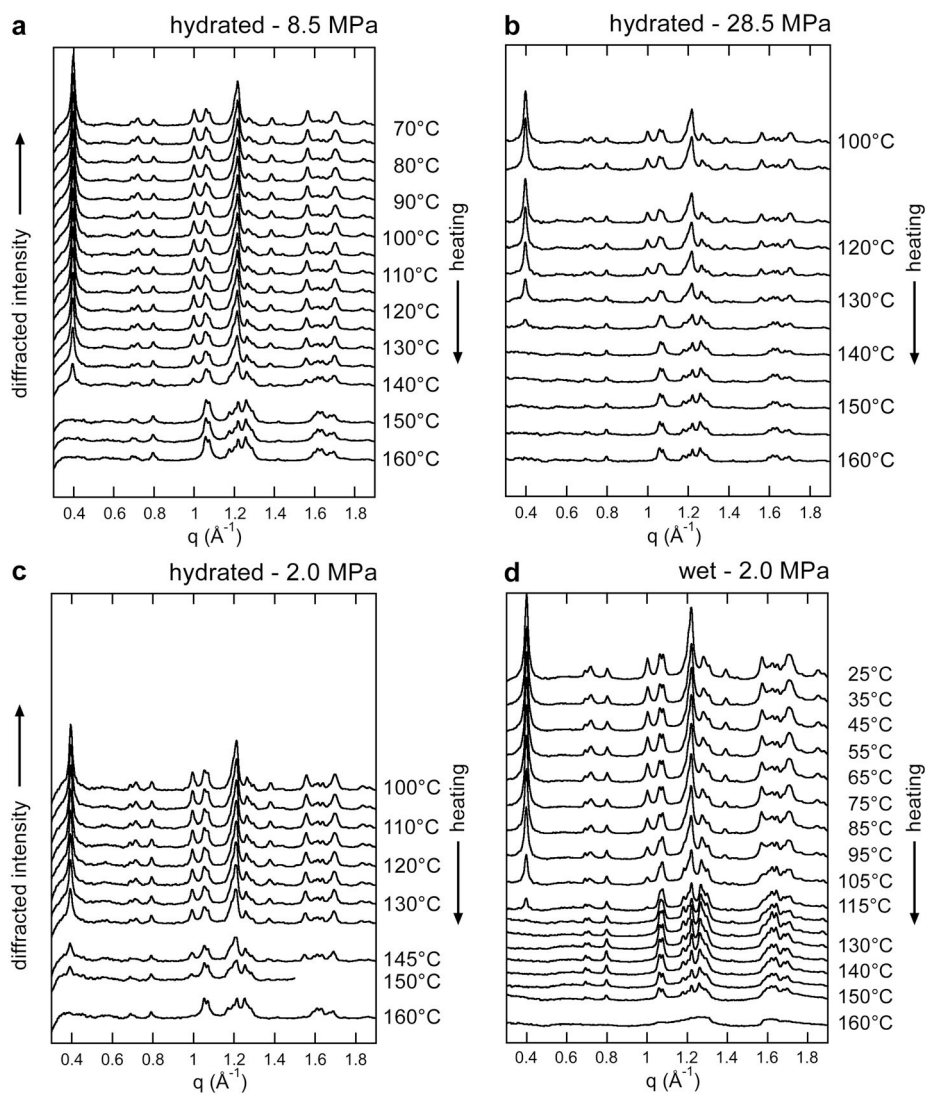 a hydrated - 8.5 MPa
diffracted intensity
70°C
80°C
90°C
100°C
110°C
120°C
130°C
140°C
150°C
160°C
heating
0.4 0.6 0.8 1 1.2 1.4 1.6 1.8
q (Å⁻¹)
b hydrated - 28.5 MPa
100°C
120°C
130°C
140°C
150°C
160°C
heating
0.4 0.6 0.8 1 1.2 1.4 1.6 1.8
q (Å⁻¹)
c hydrated - 2.0 MPa
diffracted intensity
100°C
110°C
120°C
130°C
145°C
150°C
160°C
heating
0.4 0.6 0.8 1 1.2 1.4 1.6 1.8
q (Å⁻¹)
d wet - 2.0 MPa
25°C
35°C
45°C
55°C
65°C
75°C
85°C
95°C
105°C
115°C
130°C
140°C
150°C
160°C
heating
0.4 0.6 0.8 1 1.2 1.4 1.6 1.8
q (Å⁻¹)